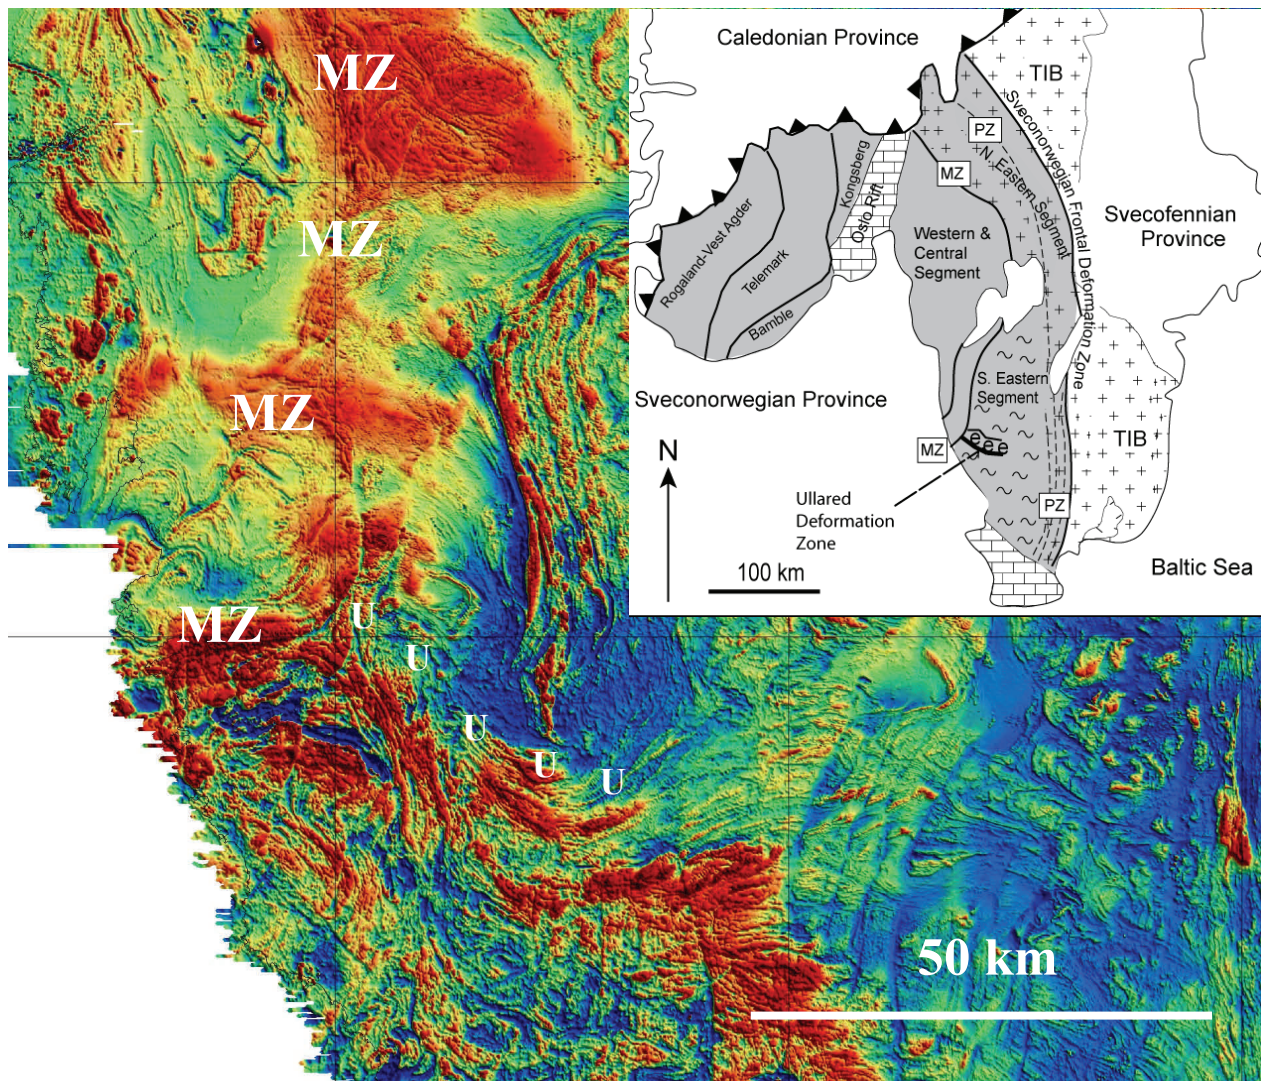 MZ
MZ
MZ
MZ
U
U
U
U
U
50 km
Caledonian Province
TIB
PZ
MZ
Sveconorwegian Frontal Deformation Zone
N. Eastern Segment
Kongsberg
Oslo Rift
Rogaland-Vest Agder
Telemark
Bamble
Western &
Central
Segment
Svecofennian
Province
S. Eastern
Segment
Sveconorwegian Province
N
MZ
e e e
TIB
Ullared
Deformation
Zone
PZ
100 km
Baltic Sea